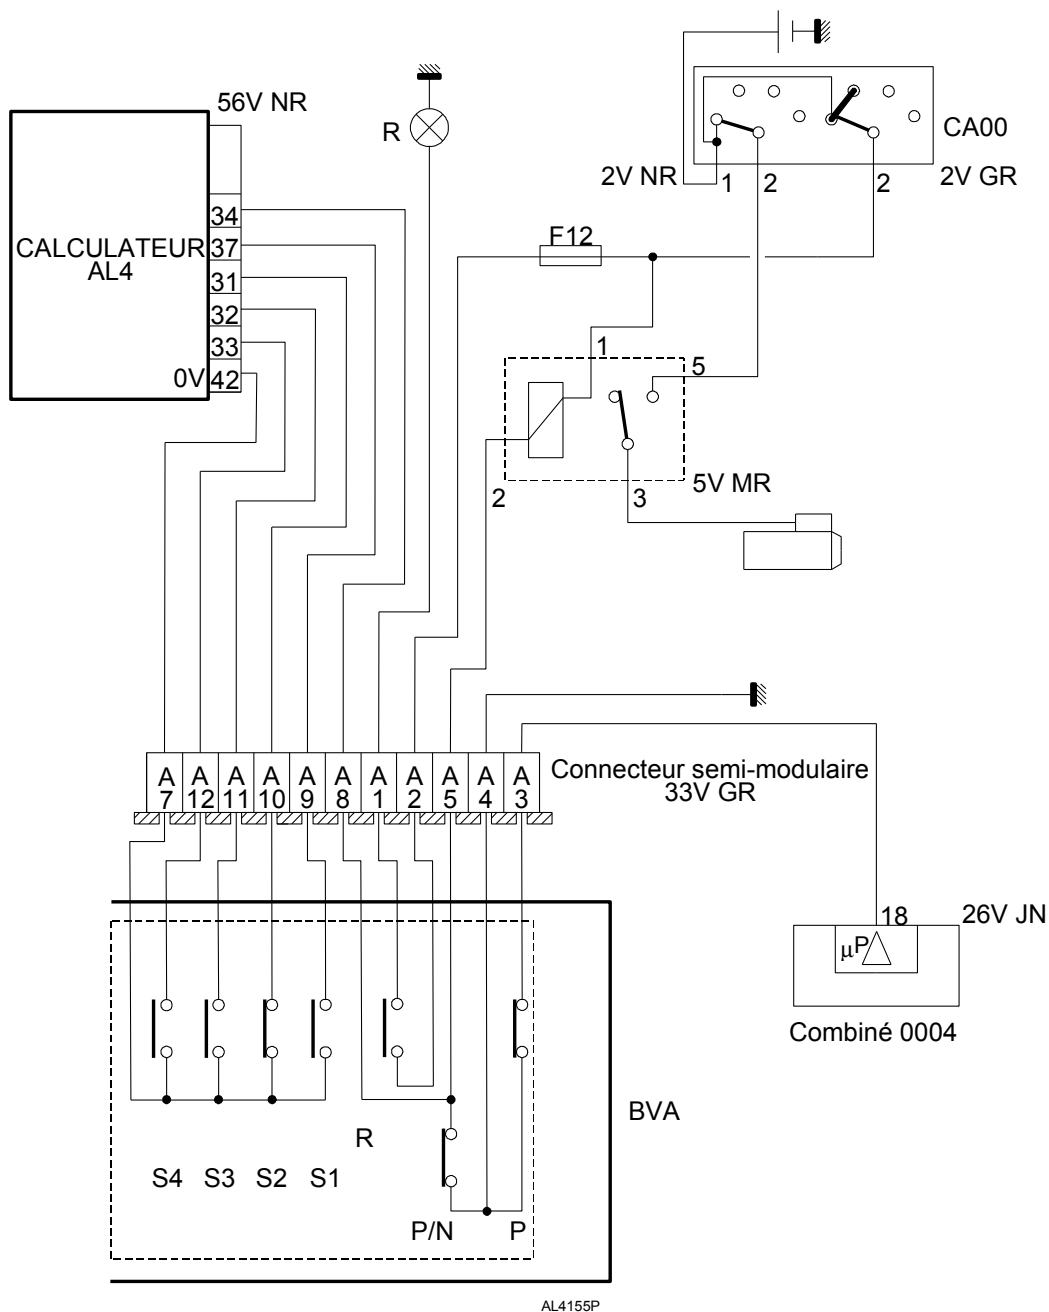 56V NR
R
CA00
2V NR
1
2
2
2V GR
34
CALCULATEUR
AL4
37
31
32
33
0V
42
F12
1
5
2
3
5V MR
A
7
A
12
A
11
A
10
A
9
A
8
A
1
A
2
A
5
A
4
A
3
Connecteur semi-modulaire
33V GR
18
26V JN
µP
Combiné 0004
BVA
R
S4
S3
S2
S1
P/N
P
AL4155P